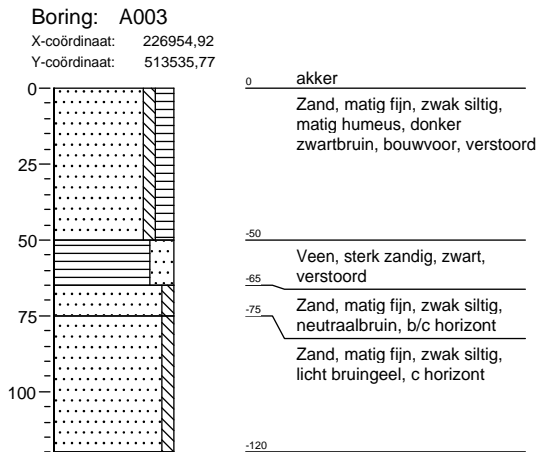 Boring: A003
X-coördinaat: 226954,92
Y-coördinaat: 513535,77
0
25
50
75
100
0
akker
Zand, matig fijn, zwak siltig,
matig humeus, donker
zwartbruin, bouwvoor, verstoord
-50
Veen, sterk zandig, zwart,
verstoord
-65
Zand, matig fijn, zwak siltig,
neutraalbruin, b/c horizont
-75
Zand, matig fijn, zwak siltig,
licht bruingeel, c horizont
-120